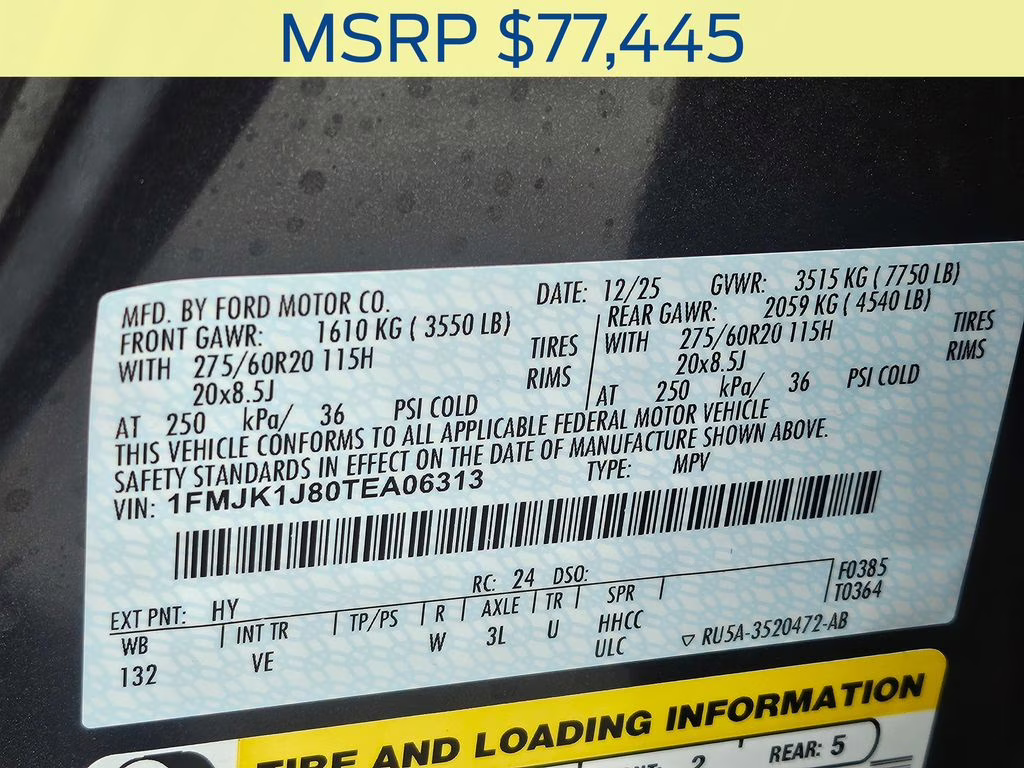 MSRP $77,445
MFD. BY FORD MOTOR CO. DATE: 12/25 GVWR: 3515 KG ( 7750 LB)
FRONT GAWR: 1610 KG ( 3550 LB) REAR GAWR: 2059 KG ( 4540 LB)
WITH 275/60R20 115H TIRES WITH 275/60R20 115H TIRES
20x8.5J RIMS 20x8.5J RIMS
AT 250 kPa/ 36 PSI COLD AT 250 kPa/ 36 PSI COLD
THIS VEHICLE CONFORMS TO ALL APPLICABLE FEDERAL MOTOR VEHICLE
SAFETY STANDARDS IN EFFECT ON THE DATE OF MANUFACTURE SHOWN ABOVE.
VIN: 1FMJK1J80TEA06313 TYPE: MPV
EXT PNT: HY RC: 24 DSO: F0385
WB INT TR TP/PS R AXLE TR SPR T0364
132 VE W 3L U HHCC
ULC ▽ RU5A-3520472-AB
TIRE AND LOADING INFORMATION
2 REAR: 5